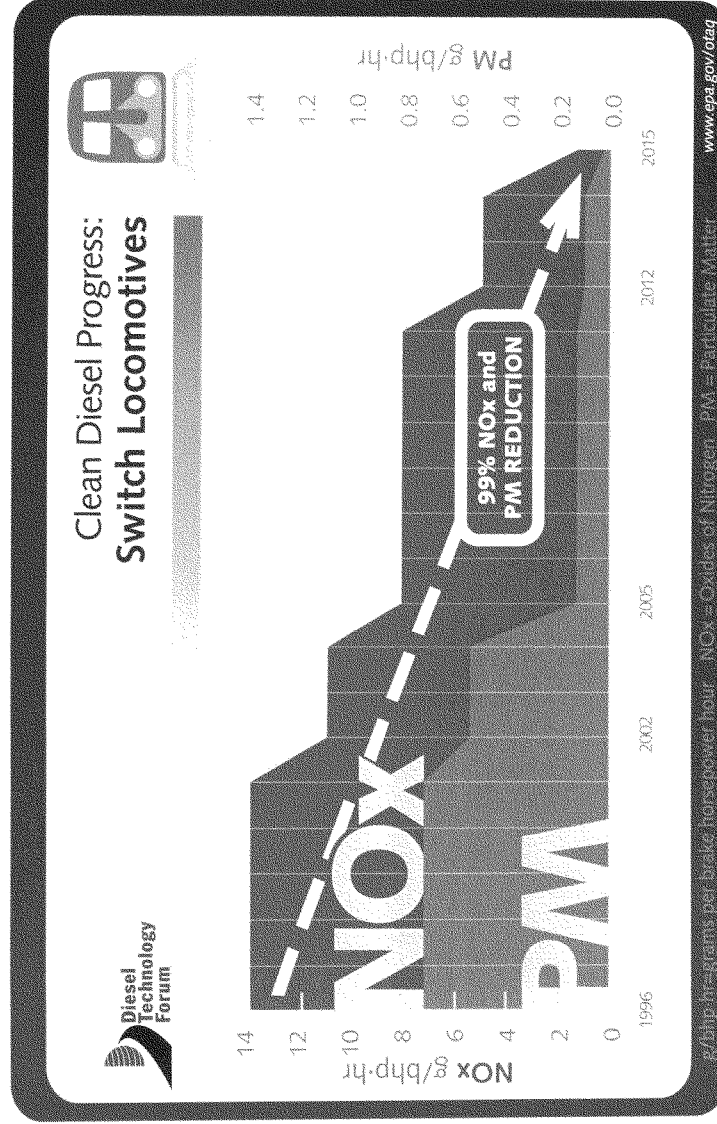 Diesel
Technology
Forum
Clean Diesel Progress:
Switch Locomotives
NOx g/bhp-hr
14
12
10
8
6
4
2
0
PM g/bhp-hr
1.4
1.2
1.0
0.8
0.6
0.4
0.2
0.0
NOx
PM
99% NOx and
PM REDUCTION
1996
2002
2005
2012
2015
g/bhp-hr=grams per brake horsepower hour NOx = Oxides of Nitrogen PM = Particulate Matter
www.epa.gov/otaq